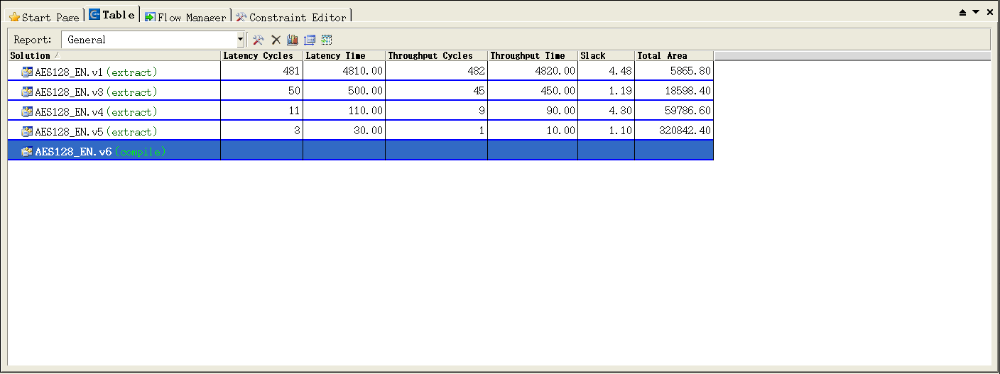 Start Page Table Flow Manager Constraint Editor
Report: General
Solution / Latency Cycles Latency Time Throughput Cycles Throughput Time Slack Total Area
AES128_EN.v1 (extract) 481 4810.00 482 4820.00 4.48 5865.80
AES128_EN.v3 (extract) 50 500.00 45 450.00 1.19 18598.40
AES128_EN.v4 (extract) 11 110.00 9 90.00 4.30 59786.60
AES128_EN.v5 (extract) 3 30.00 1 10.00 1.10 320842.40
AES128_EN.v6 (compile)